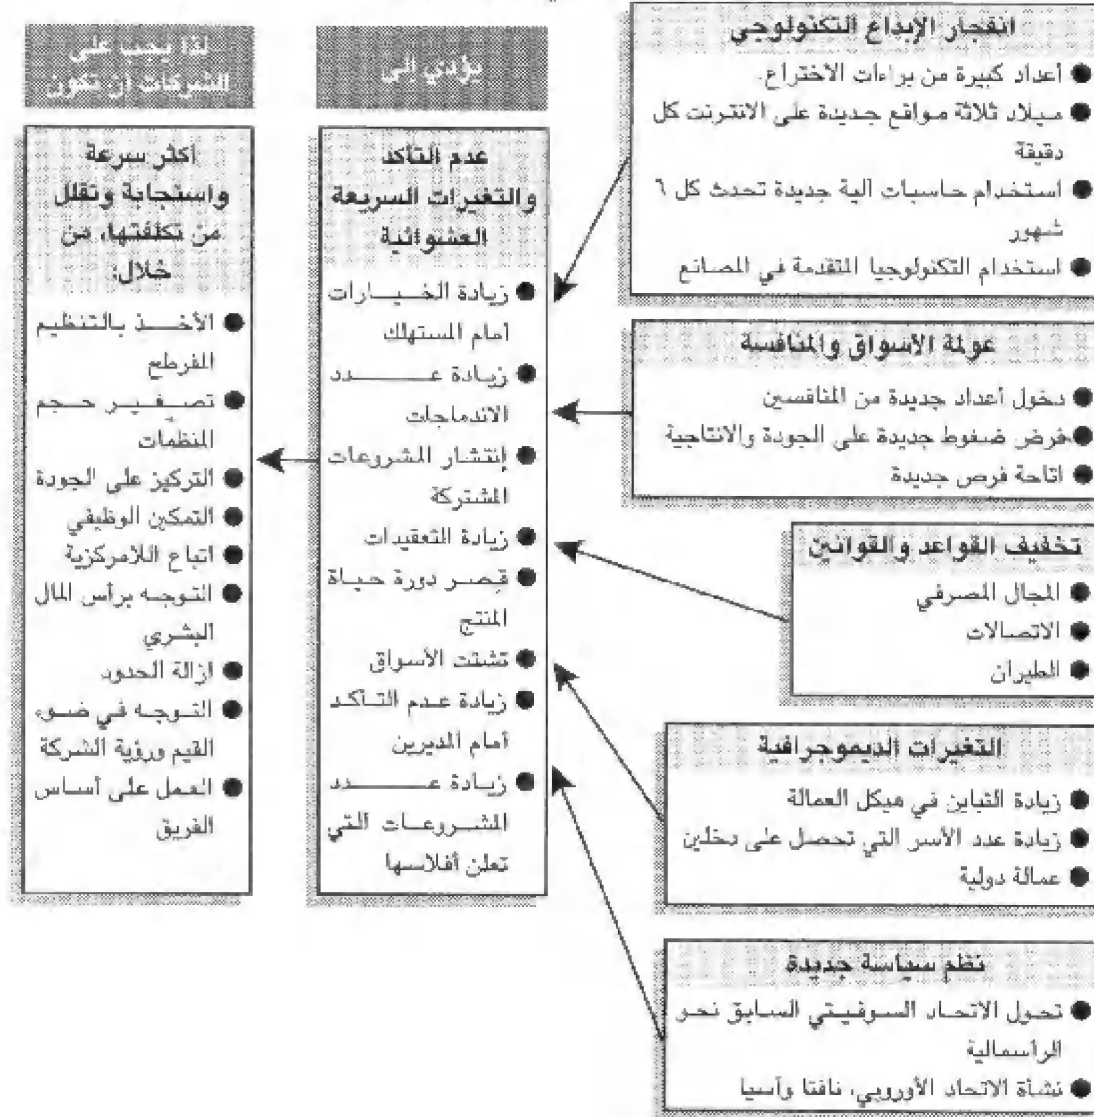 انفجار الإبداع التكنولوجي
● أعداد كبيرة من براءات الاختراع.
● ميلاد ثلاثة مواقع جديدة على الانترنت كل
دقيقة
● استخدام حاسبات آلية جديدة تحدث كل ٦
شهور
● استخدام التكنولوجيا المتقدمة في المصانع
عولمة الأسواق والمنافسة
● دخول أعداد جديدة من المنافسين
● فرض ضغوط جديدة على الجودة والانتاجية
● اتاحة فرص جديدة
تخفيف القواعد والقوانين
● المجال المصرفي
● الاتصالات
● الطيران
التغيرات الديموجرافية
● زيادة التباين في هيكل العمالة
● زيادة عدد الأسر التي تحصل على دخلين
● عمالة دولية
نظم سياسة جديدة
● تحول الاتحاد السوفيتي السابق نحو
الرأسمالية
● نشأة الاتحاد الأوروبي، نافتا وآسيا
يؤدي إلى
عدم التأكد
والتغيرات السريعة
العشوائية
● زيادة الخيارات
أمام المستهلك
● زيادة عدد
الاندماجات
● إنتشار المشروعات
المشتركة
● زيادة التعقيدات
● قصر دورة حياة
المنتج
● تشتت الأسواق
● زيادة عدم التأكد
أمام المديرين
● زيادة عدد
المشروعات التي
تعلن أفلاسها
لذا يجب على
الشركات أن تكون
أكثر سرعة
واستجابة وتقلل
من تكلفتها، من
خلال:
● الأخذ بالتنظيم
المفرطح
● تصغير حجم
المنظمات
● التركيز على الجودة
● التمكين الوظيفي
● اتباع اللامركزية
● التوجه برأس المال
البشري
● ازالة الحدود
● التوجه في ضوء
القيم ورؤية الشركة
● العمل على أساس
الفريق